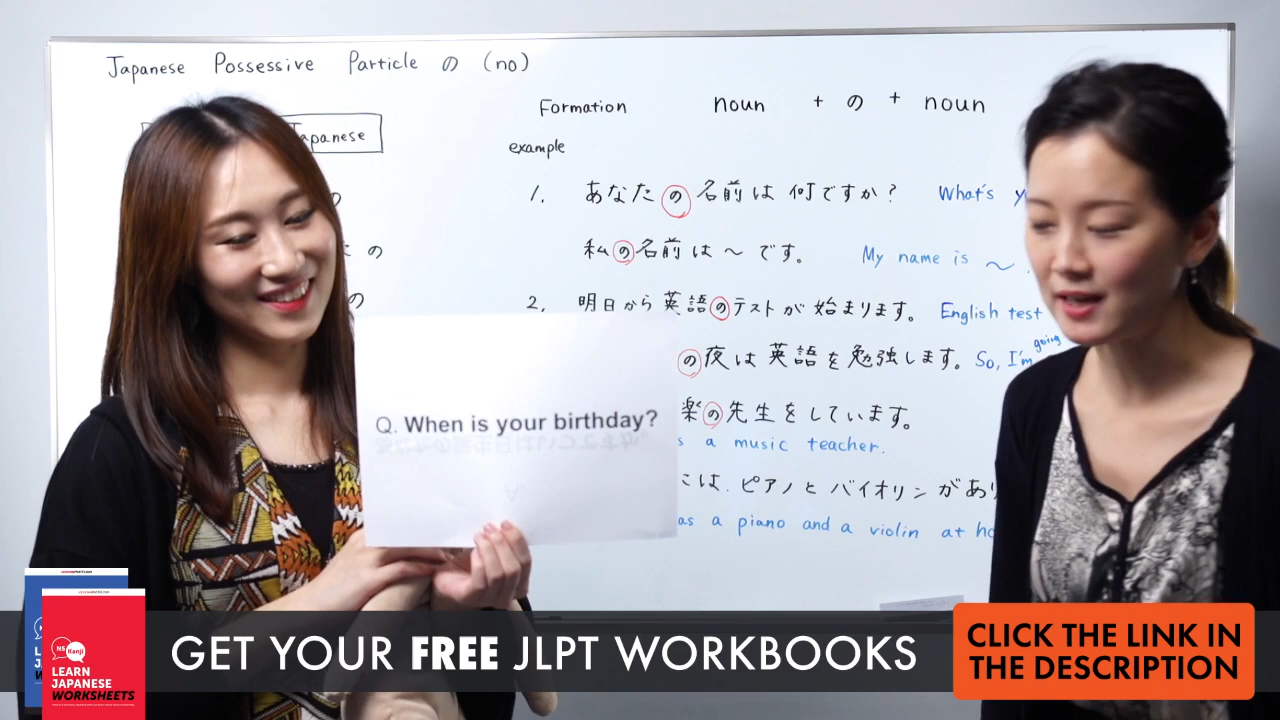 Japanese Possessive Particle の (no)
Japanese
の
の
Formation noun + の + noun
example
1. あなたの名前は何ですか? What's
私の名前は～です。 My name is ～.
2. 明日から英語のテストが始まります。 English test
の夜は英語を勉強します。 So, I'm going
楽の先生をしています。
a music teacher.
は、ピアノとバイオリンがあ
as a piano and a violin at
Q. When is your birthday?
NS Kanji
LEARN
JAPANESE
WORKSHEETS
GET YOUR FREE JLPT WORKBOOKS
CLICK THE LINK IN
THE DESCRIPTION